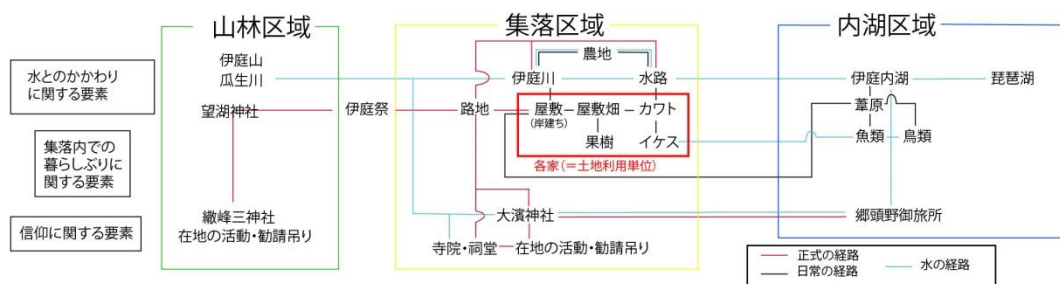 山林区域
集落区域
内湖区域
水とのかかわり
に関する要素
集落内での
暮らしぶりに
関する要素
信仰に関する要素
伊庭山
瓜生川
望湖神社
繖峰三神社
在地の活動・勧請吊り
伊庭祭
農地
伊庭川
水路
路地
屋敷
(岸建ち)
屋敷畑
カワト
果樹
イケス
各家(=土地利用単位)
大濱神社
寺院・祠堂
在地の活動・勧請吊り
伊庭内湖
琵琶湖
葦原
魚類
鳥類
郷頭野御旅所
正式の経路
日常の経路
水の経路